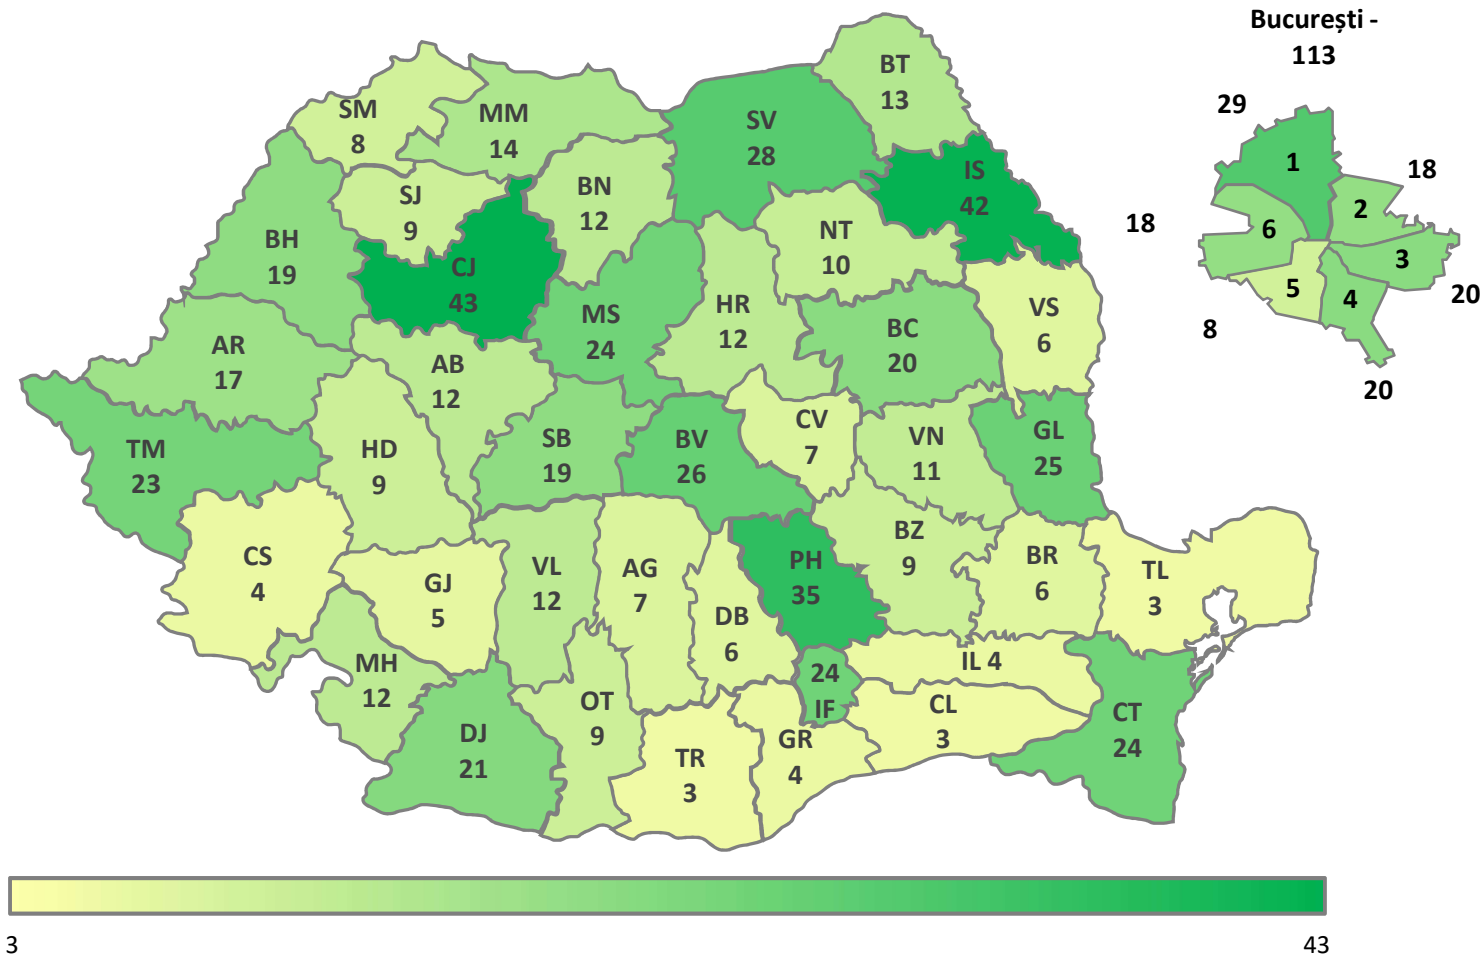 București -
113
29
1
18
2
18
6
3
20
5
4
8
20
BT
13
SM
8
MM
14
SV
28
IS
42
SJ
9
BN
12
BH
19
NT
10
CJ
43
VS
6
MS
24
HR
12
BC
20
AR
17
AB
12
CV
7
GL
25
TM
23
HD
9
SB
19
BV
26
VN
11
BZ
9
CS
4
GJ
5
VL
12
AG
7
PH
35
BR
6
TL
3
DB
6
MH
12
24
IF
IL 4
OT
9
CL
3
CT
24
DJ
21
TR
3
GR
4
3
43